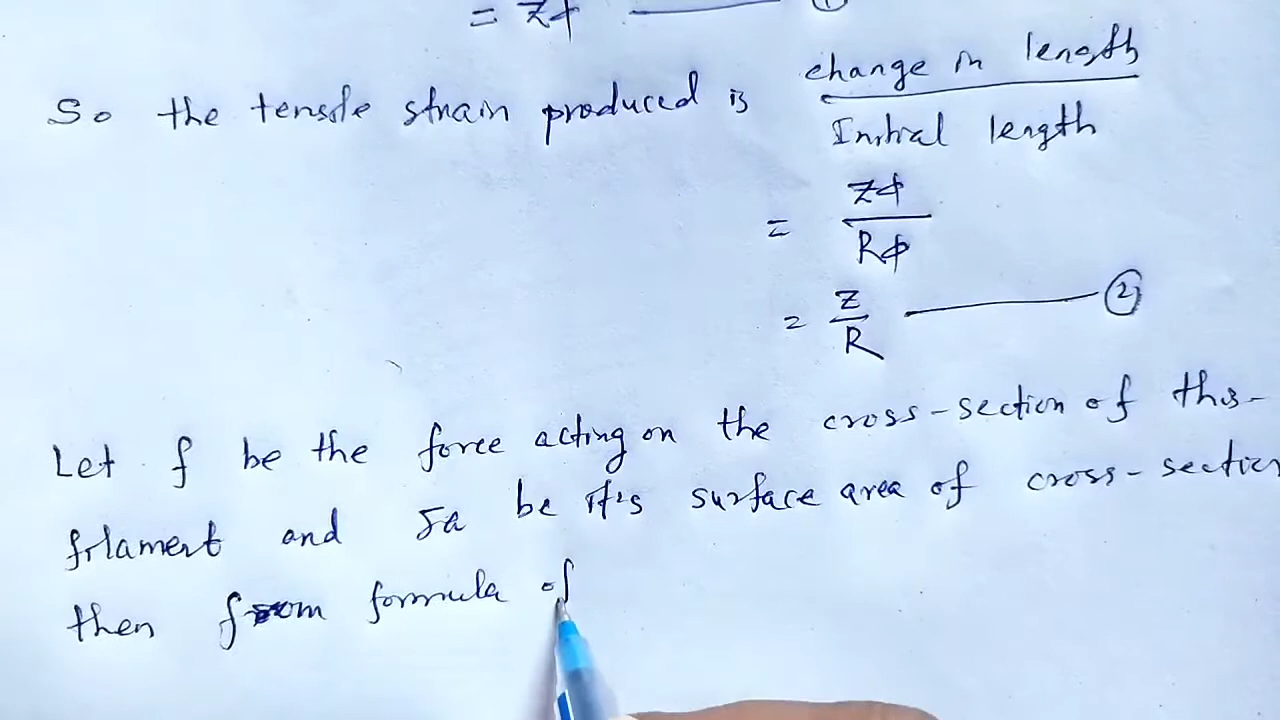 = Zϕ ——— ①
So the tensile strain produced is change in length / Initial length
= Zϕ / Rϕ
= Z / R ——— ②
Let f be the force acting on the cross-section of this
filament and δa be it's surface area of cross-section
then from formula of